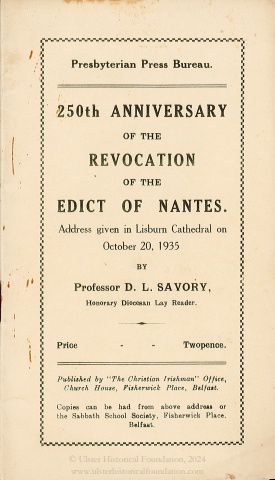 Presbyterian Press Bureau.
250th ANNIVERSARY
OF THE
REVOCATION
OF THE
EDICT OF NANTES.
Address given in Lisburn Cathedral on
October 20, 1935
BY
Professor D. L. SAVORY,
Honorary Diocesan Lay Reader.
Price - - Twopence.
Published by "The Christian Irishman" Office,
Church House, Fisherwick Place, Belfast.
Copies can be had from above address or
the Sabbath School Society, Fisherwick Place,
Belfast.
© Ulster Historical Foundation, 2024
www.ulsterhistoricalfoundation.com